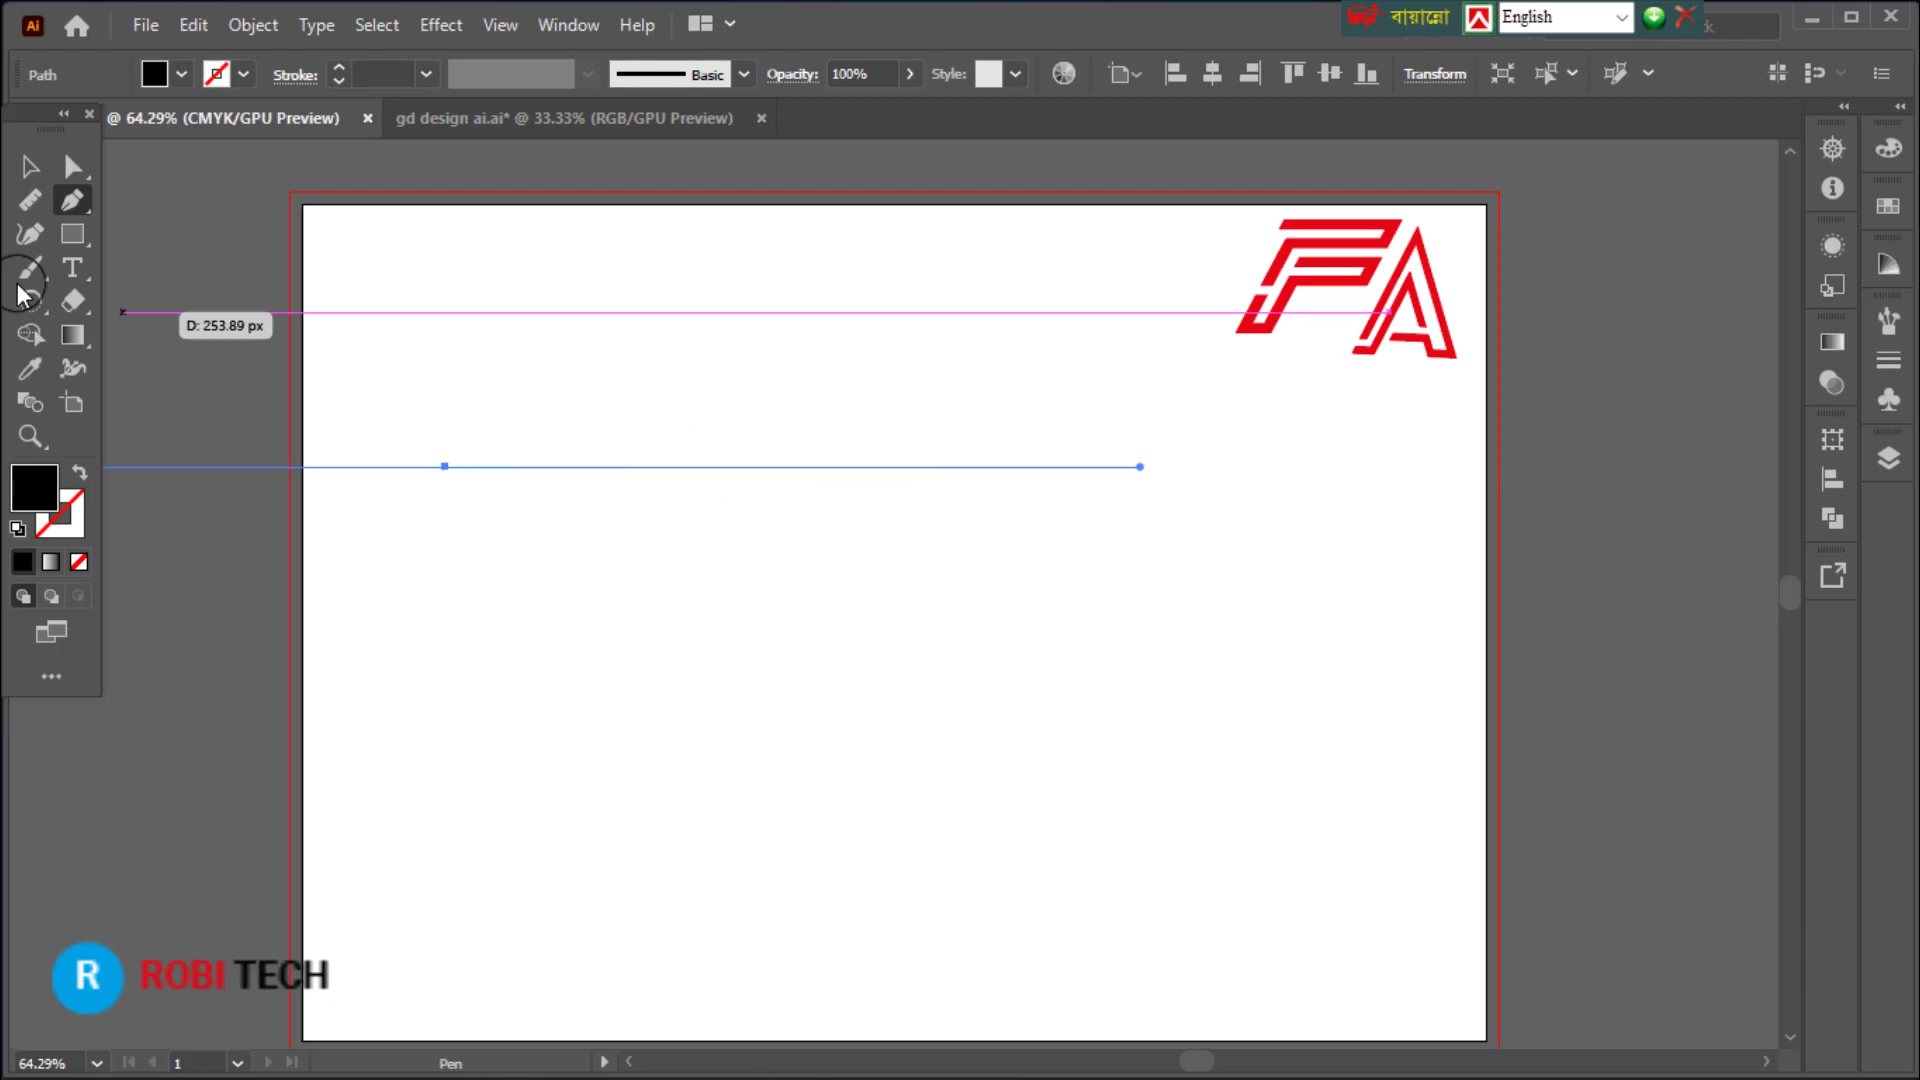 Ai File Edit Object Type Select Effect View Window Help
বায়ান্নো English
Path Stroke: Basic Opacity: 100% Style: Transform
@ 64.29% (CMYK/GPU Preview) × gd design ai.ai* @ 33.33% (RGB/GPU Preview) ×
FA
D: 253.89 px
R ROBI TECH
64.29% 1 Pen